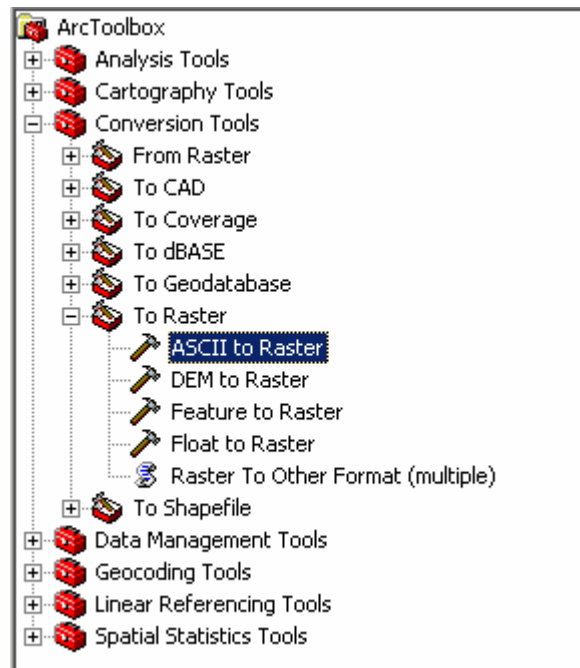 ArcToolbox
Analysis Tools
Cartography Tools
Conversion Tools
From Raster
To CAD
To Coverage
To dBASE
To Geodatabase
To Raster
ASCII to Raster
DEM to Raster
Feature to Raster
Float to Raster
Raster To Other Format (multiple)
To Shapefile
Data Management Tools
Geocoding Tools
Linear Referencing Tools
Spatial Statistics Tools